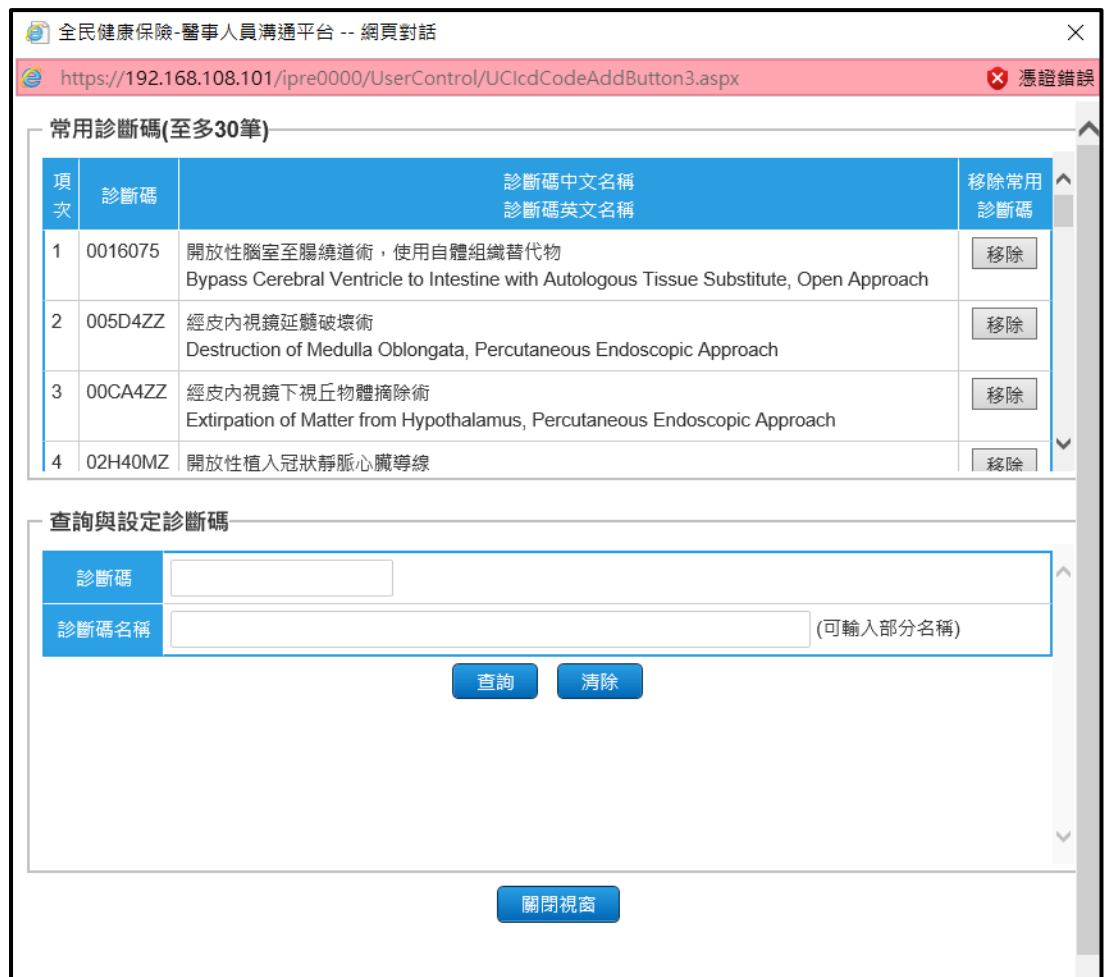 全民健康保險-醫事人員溝通平台 -- 網頁對話
https://192.168.108.101/ipre0000/UserControl/UCIcdCodeAddButton3.aspx 憑證錯誤
常用診斷碼(至多30筆)
項次 診斷碼 診斷碼中文名稱 移除常用
診斷碼英文名稱 診斷碼
1 0016075 開放性腦室至腸繞道術，使用自體組織替代物 移除
Bypass Cerebral Ventricle to Intestine with Autologous Tissue Substitute, Open Approach
2 005D4ZZ 經皮內視鏡延髓破壞術 移除
Destruction of Medulla Oblongata, Percutaneous Endoscopic Approach
3 00CA4ZZ 經皮內視鏡下視丘物體摘除術 移除
Extirpation of Matter from Hypothalamus, Percutaneous Endoscopic Approach
4 02H40MZ 開放性植入冠狀靜脈心臟導線 移除
查詢與設定診斷碼
診斷碼
診斷碼名稱 (可輸入部分名稱)
查詢 清除
關閉視窗